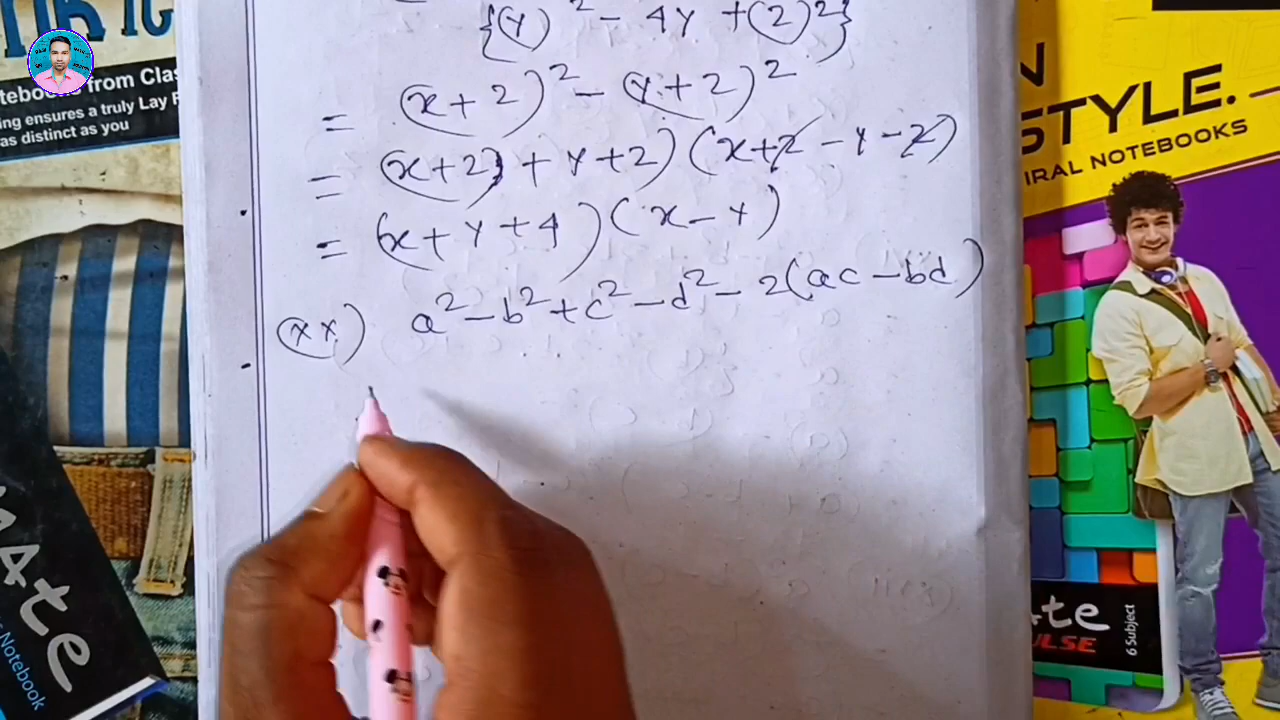 {(y)² - 4y + (2)²}
= (x+2)² - (y+2)²
= (x+2) + y+2) (x+2 - y - 2)
= (x + y + 4) (x - y)
(xx) a² - b² + c² - d² - 2(ac - bd)
tebooks from Clas
ing ensures a truly Lay F
as distinct as you
N
STYLE.
IRAL NOTEBOOKS
mate
s Notebook
ate
ULSE
6 Subject